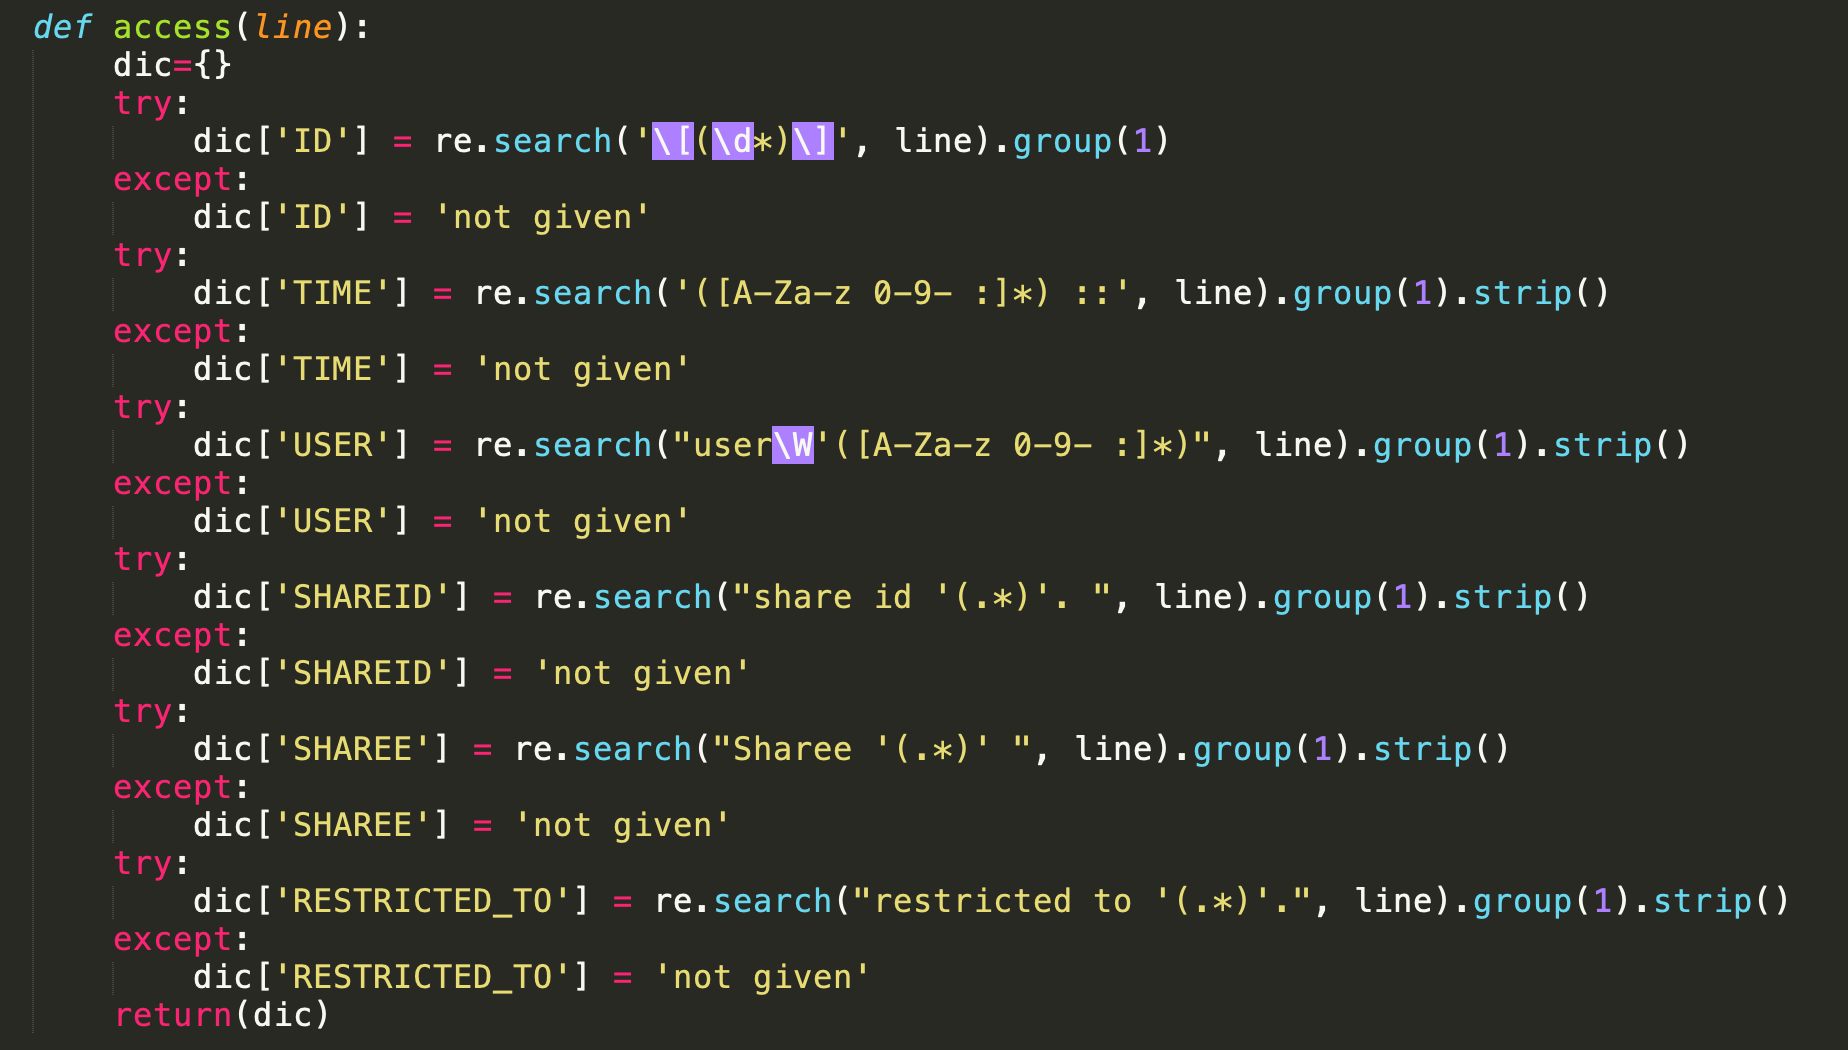 def access(line):
    dic={}
    try:
        dic['ID'] = re.search('\[(\d*)\]', line).group(1)
    except:
        dic['ID'] = 'not given'
    try:
        dic['TIME'] = re.search('([A-Za-z 0-9- :]*) ::', line).group(1).strip()
    except:
        dic['TIME'] = 'not given'
    try:
        dic['USER'] = re.search("user\W'([A-Za-z 0-9- :]*)", line).group(1).strip()
    except:
        dic['USER'] = 'not given'
    try:
        dic['SHAREID'] = re.search("share id '(.*)'. ", line).group(1).strip()
    except:
        dic['SHAREID'] = 'not given'
    try:
        dic['SHAREE'] = re.search("Sharee '(.*)' ", line).group(1).strip()
    except:
        dic['SHAREE'] = 'not given'
    try:
        dic['RESTRICTED_TO'] = re.search("restricted to '(.*)'.", line).group(1).strip()
    except:
        dic['RESTRICTED_TO'] = 'not given'
    return(dic)